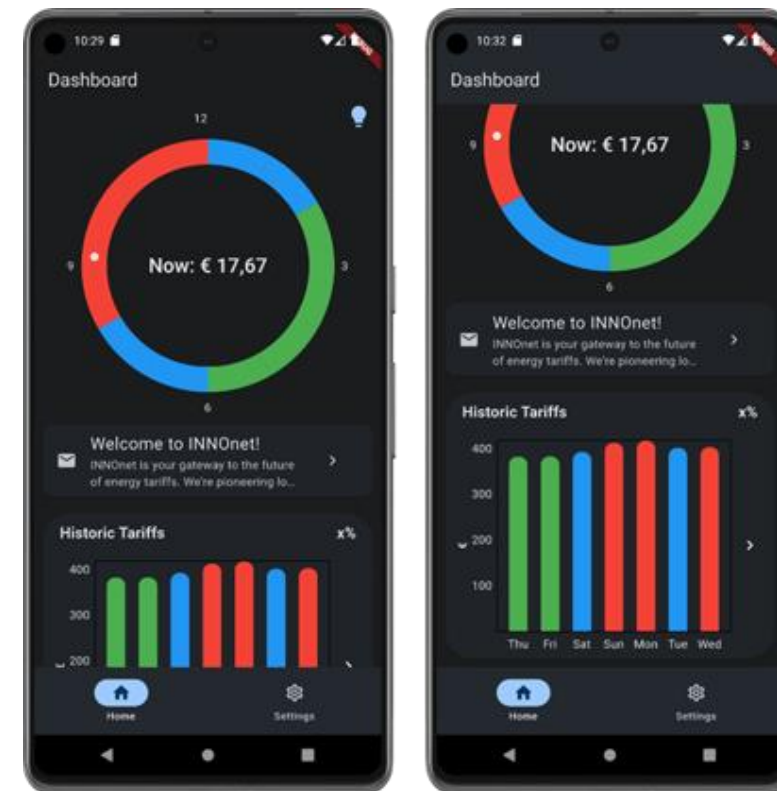 10:29
Dashboard
12
9
Now: € 17,67
3
6
Welcome to INNOnet!
INNOnet is your gateway to the future
of energy tariffs. We're pioneering lo...
Historic Tariffs
x%
400
300
200
Home
Settings
10:32
Dashboard
9
Now: € 17,67
3
6
Welcome to INNOnet!
INNOnet is your gateway to the future
of energy tariffs. We're pioneering lo...
Historic Tariffs
x%
400
300
200
100
Thu Fri Sat Sun Mon Tue Wed
Home
Settings